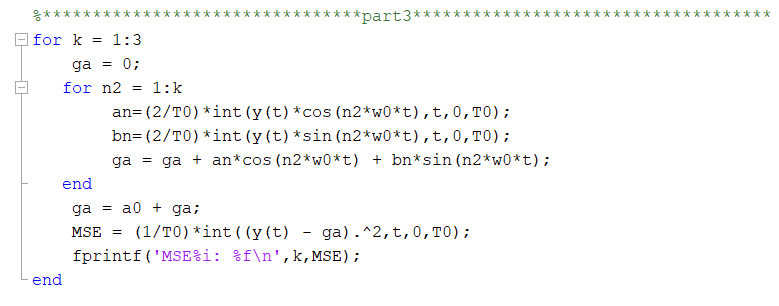 %********************************part3************************************
for k = 1:3
    ga = 0;
   for n2 = 1:k
        an=(2/T0)*int(y(t)*cos(n2*w0*t),t,0,T0);
        bn=(2/T0)*int(y(t)*sin(n2*w0*t),t,0,T0);
        ga = ga + an*cos(n2*w0*t) + bn*sin(n2*w0*t);
   end
    ga = a0 + ga;
    MSE = (1/T0)*int((y(t) - ga).^2,t,0,T0);
    fprintf('MSE%i: %f\n',k,MSE);
end